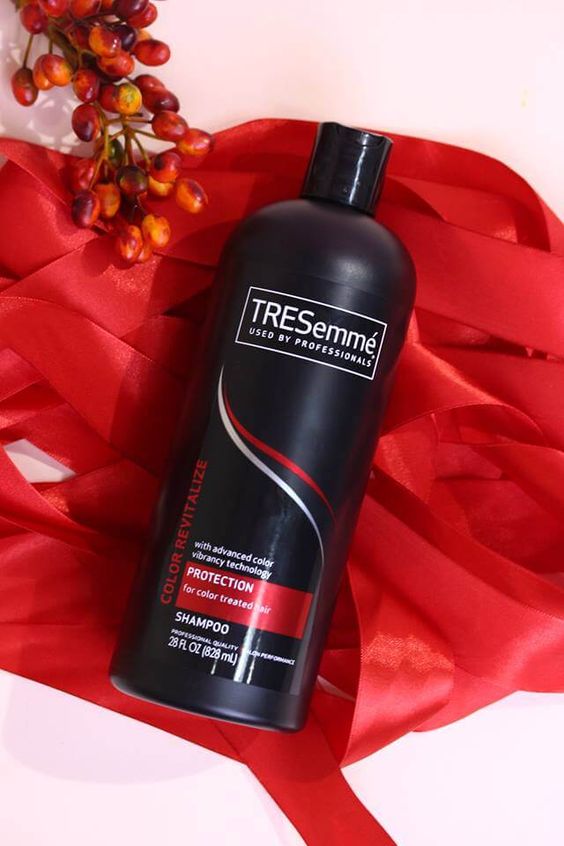 TRESemmé
USED BY PROFESSIONALS
COLOR REVITALIZE
with advanced color
vibrancy technology
PROTECTION
for color treated hair
SHAMPOO
PROFESSIONAL QUALITY SALON PERFORMANCE
28 FL OZ (828 mL)